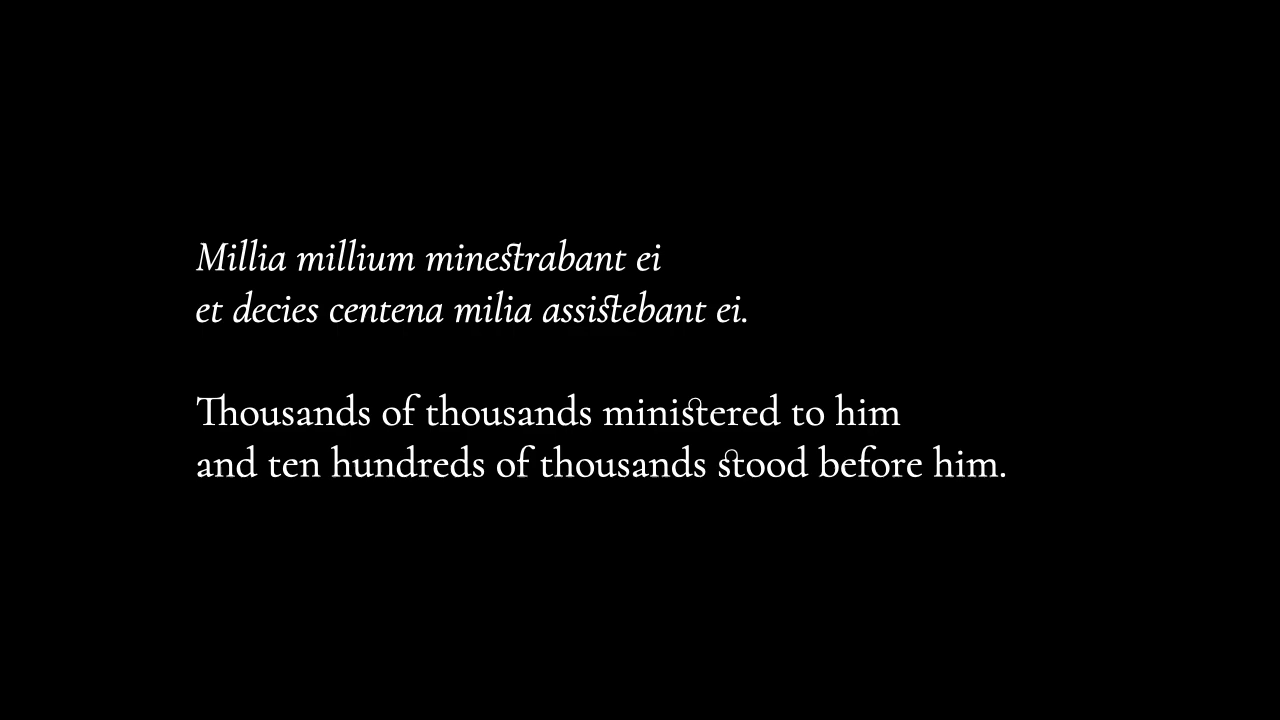 Millia millium minestrabant ei
et decies centena milia assistebant ei.
Thousands of thousands ministered to him
and ten hundreds of thousands stood before him.